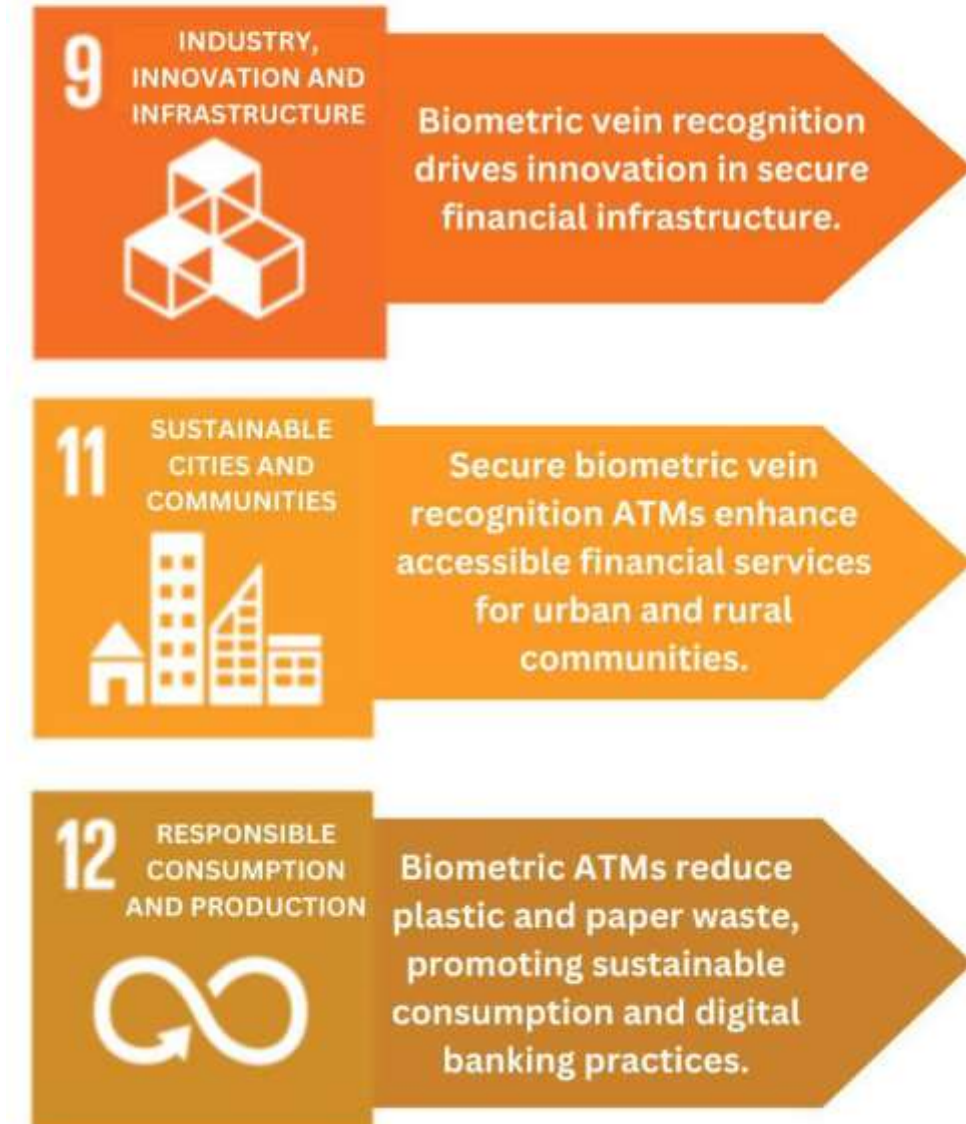 9
INDUSTRY,
INNOVATION AND
INFRASTRUCTURE
Biometric vein recognition
drives innovation in secure
financial infrastructure.
11
SUSTAINABLE
CITIES AND
COMMUNITIES
Secure biometric vein
recognition ATMs enhance
accessible financial services
for urban and rural
communities.
12
RESPONSIBLE
CONSUMPTION
AND PRODUCTION
Biometric ATMs reduce
plastic and paper waste,
promoting sustainable
consumption and digital
banking practices.